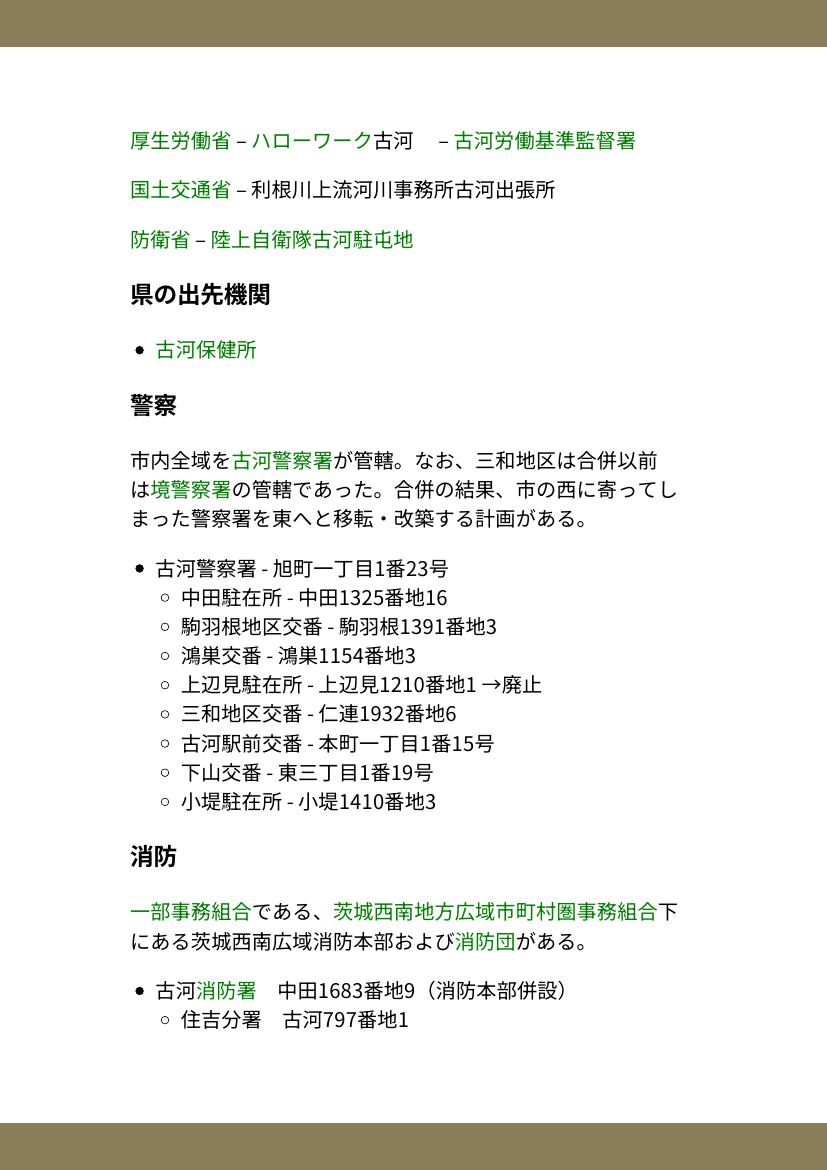 厚生労働省 – ハローワーク古河　– 古河労働基準監督署
国土交通省 – 利根川上流河川事務所古河出張所
防衛省 – 陸上自衛隊古河駐屯地
県の出先機関
• 古河保健所
警察
市内全域を古河警察署が管轄。なお、三和地区は合併以前
は境警察署の管轄であった。合併の結果、市の西に寄ってし
まった警察署を東へと移転・改築する計画がある。
• 古河警察署 - 旭町一丁目1番23号
○ 中田駐在所 - 中田1325番地16
○ 駒羽根地区交番 - 駒羽根1391番地3
○ 鴻巣交番 - 鴻巣1154番地3
○ 上辺見駐在所 - 上辺見1210番地1 →廃止
○ 三和地区交番 - 仁連1932番地6
○ 古河駅前交番 - 本町一丁目1番15号
○ 下山交番 - 東三丁目1番19号
○ 小堤駐在所 - 小堤1410番地3
消防
一部事務組合である、茨城西南地方広域市町村圏事務組合下
にある茨城西南広域消防本部および消防団がある。
• 古河消防署　中田1683番地9（消防本部併設）
○ 住吉分署　古河797番地1